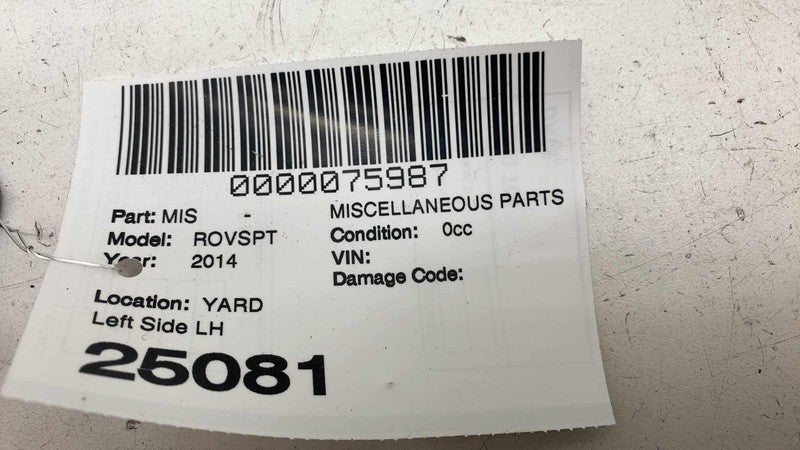 0000075987
Part: MIS - MISCELLANEOUS PARTS
Model: ROVSPT Condition: 0cc
Year: 2014 VIN:
Damage Code:
Location: YARD
Left Side LH
25081